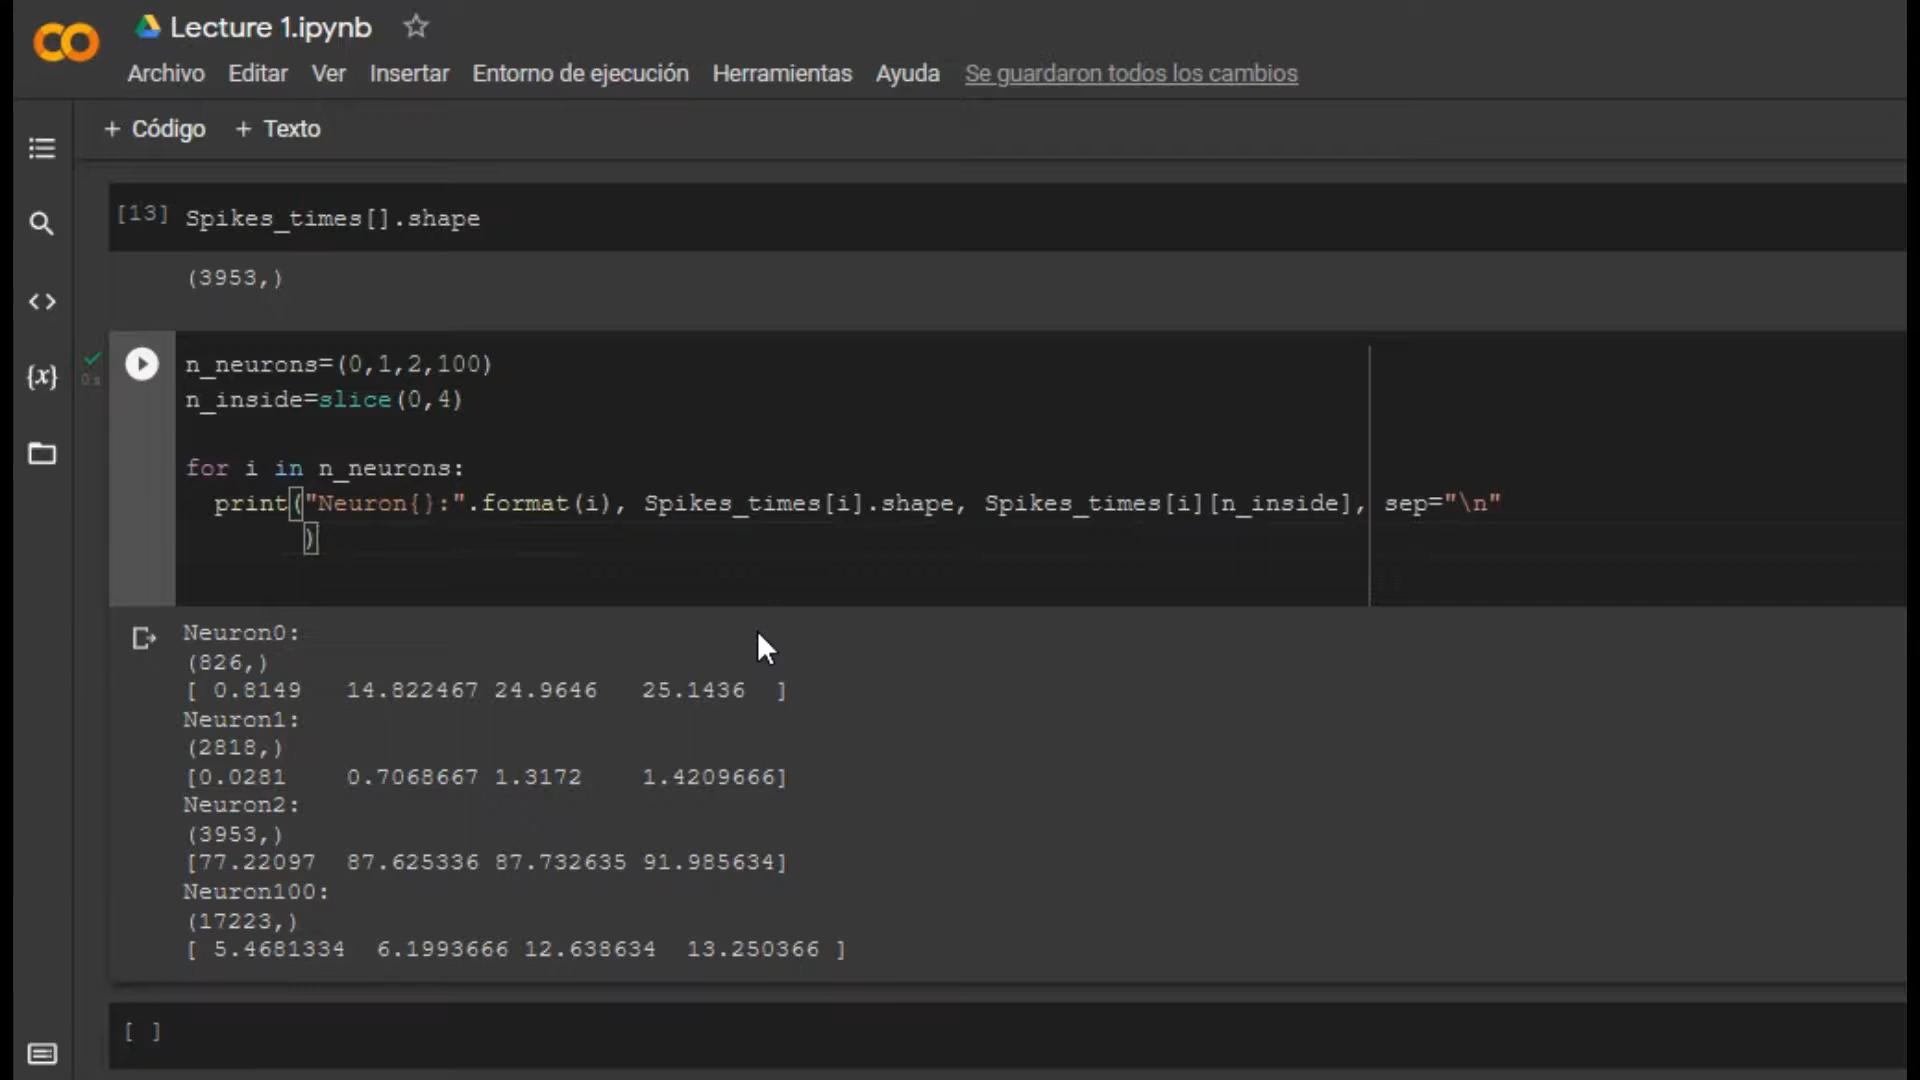 Lecture 1.ipynb
Archivo Editar Ver Insertar Entorno de ejecución Herramientas Ayuda Se guardaron todos los cambios
+ Código + Texto
[13] Spikes_times[].shape
(3953,)
n_neurons=(0,1,2,100)
n_inside=slice(0,4)
for i in n_neurons:
print("Neuron{}:".format(i), Spikes_times[i].shape, Spikes_times[i][n_inside], sep="\n"
)
0 s
Neuron0:
(826,)
[ 0.8149 14.822467 24.9646 25.1436 ]
Neuron1:
(2818,)
[0.0281 0.7068667 1.3172 1.4209666]
Neuron2:
(3953,)
[77.22097 87.625336 87.732635 91.985634]
Neuron100:
(17223,)
[ 5.4681334 6.1993666 12.638634 13.250366 ]
[ ]